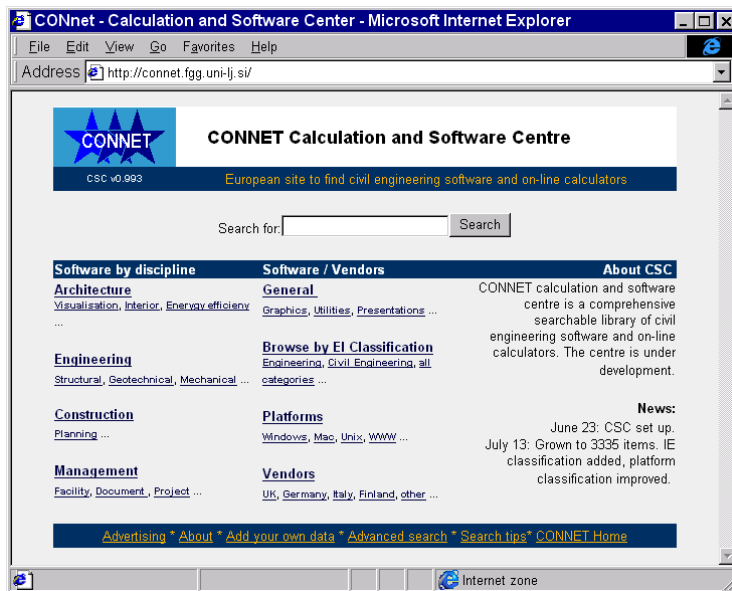 CONnet - Calculation and Software Center - Microsoft Internet Explorer
File Edit View Go Favorites Help
Address http://connet.fgg.uni-lj.si/
CONNET
CONNET Calculation and Software Centre
CSC v0.993
European site to find civil engineering software and on-line calculators
Search for: Search
Software by discipline
Architecture
Visualisation, Interior, Enervgy efficieny
...
Engineering
Structural, Geotechnical, Mechanical ...
Construction
Planning ...
Management
Facility, Document , Project ...
Software / Vendors
General
Graphics, Utilities, Presentations ...
Browse by EI Classification
Engineering, Civil Engineering, all
categories ...
Platforms
Windows, Mac, Unix, WWW ...
Vendors
UK, Germany, Italy, Finland, other ...
About CSC
CONNET calculation and software
centre is a comprehensive
searchable library of civil
engineering software and on-line
calculators. The centre is under
development.
News:
June 23: CSC set up.
July 13: Grown to 3335 items. IE
classification added, platform
classification improved.
Advertising * About * Add your own data * Advanced search * Search tips* CONNET Home
Internet zone